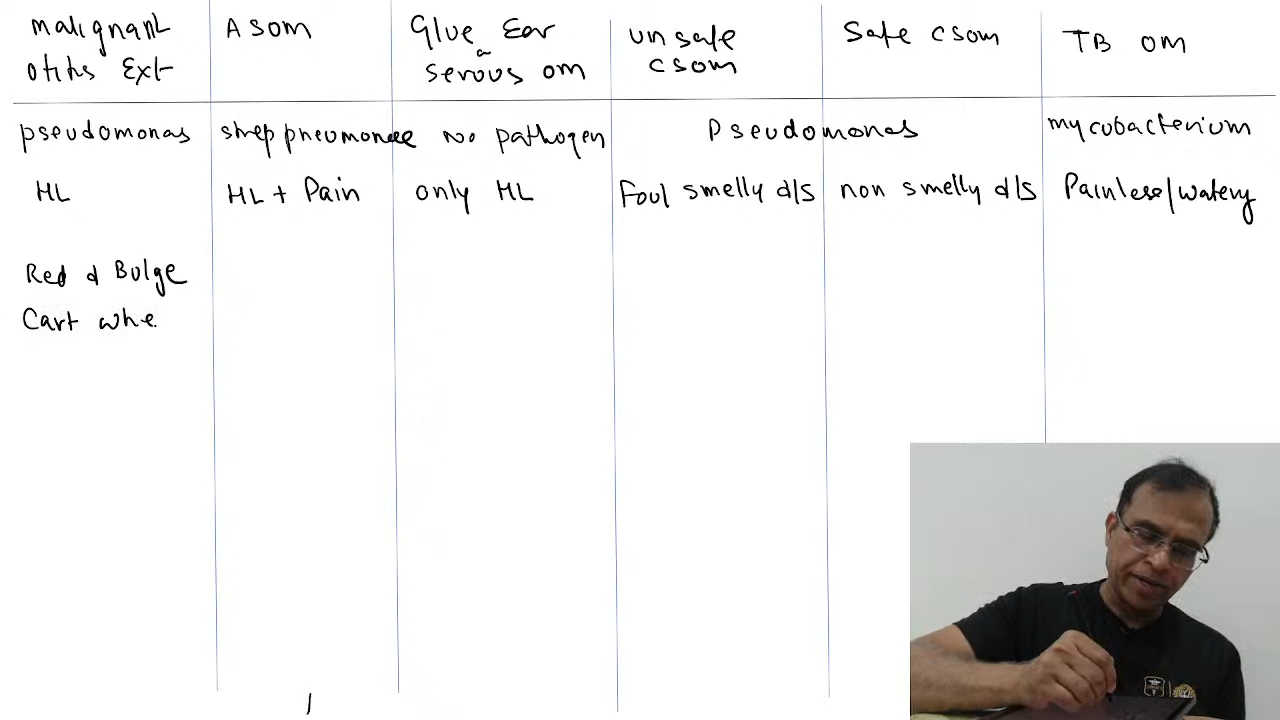 malignant
otitis Ext
ASOM
Glue Ear
serous om
unsafe
csom
Safe csom
TB om
pseudomonas
strep pneumonae
no pathogen
Pseudomonas
mycobacterium
HL
HL + Pain
only HL
Foul smelly d/s
non smelly d/s
Painless/watery
Red & Bulge
Cart whe